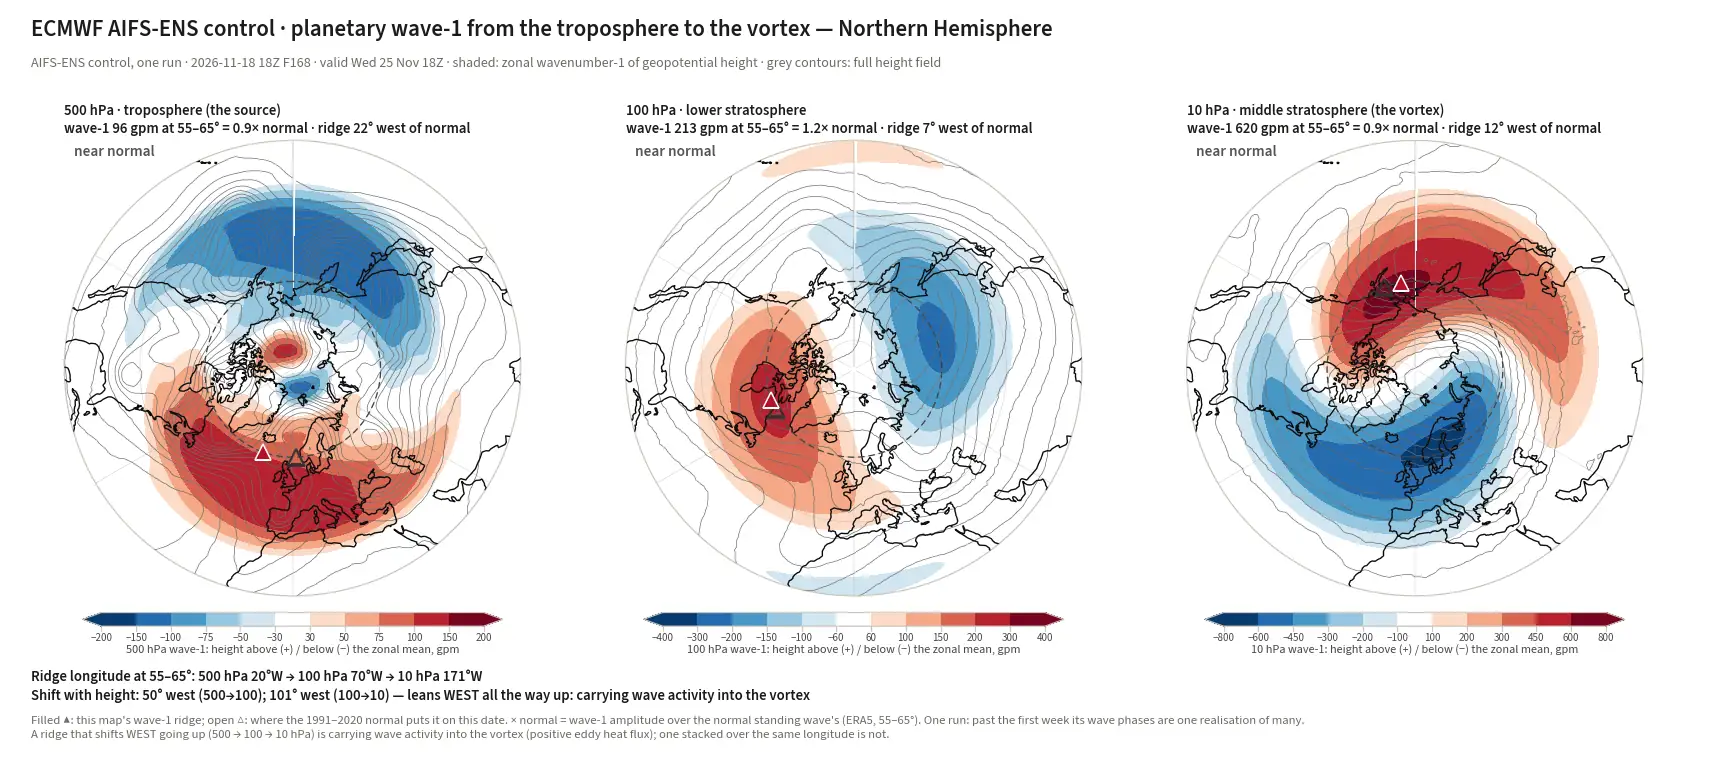 ECMWF AIFS-ENS control · planetary wave-1 from the troposphere to the vortex — Northern Hemisphere
AIFS-ENS control, one run · 2026-11-18 18Z F168 · valid Wed 25 Nov 18Z · shaded: zonal wavenumber-1 of geopotential height · grey contours: full height field
500 hPa · troposphere (the source)
wave-1 96 gpm at 55–65° = 0.9× normal · ridge 22° west of normal
near normal
100 hPa · lower stratosphere
wave-1 213 gpm at 55–65° = 1.2× normal · ridge 7° west of normal
near normal
10 hPa · middle stratosphere (the vortex)
wave-1 620 gpm at 55–65° = 0.9× normal · ridge 12° west of normal
near normal
−200 −150 −100 −75 −50 −30 30 50 75 100 150 200
500 hPa wave-1: height above (+) / below (−) the zonal mean, gpm
−400 −300 −200 −150 −100 −60 60 100 150 200 300 400
100 hPa wave-1: height above (+) / below (−) the zonal mean, gpm
−800 −600 −450 −300 −200 −100 100 200 300 450 600 800
10 hPa wave-1: height above (+) / below (−) the zonal mean, gpm
Ridge longitude at 55–65°: 500 hPa 20°W → 100 hPa 70°W → 10 hPa 171°W
Shift with height: 50° west (500→100); 101° west (100→10) — leans WEST all the way up: carrying wave activity into the vortex
Filled ▲: this map's wave-1 ridge; open △: where the 1991–2020 normal puts it on this date. × normal = wave-1 amplitude over the normal standing wave's (ERA5, 55–65°). One run: past the first week its wave phases are one realisation of many.
A ridge that shifts WEST going up (500 → 100 → 10 hPa) is carrying wave activity into the vortex (positive eddy heat flux); one stacked over the same longitude is not.